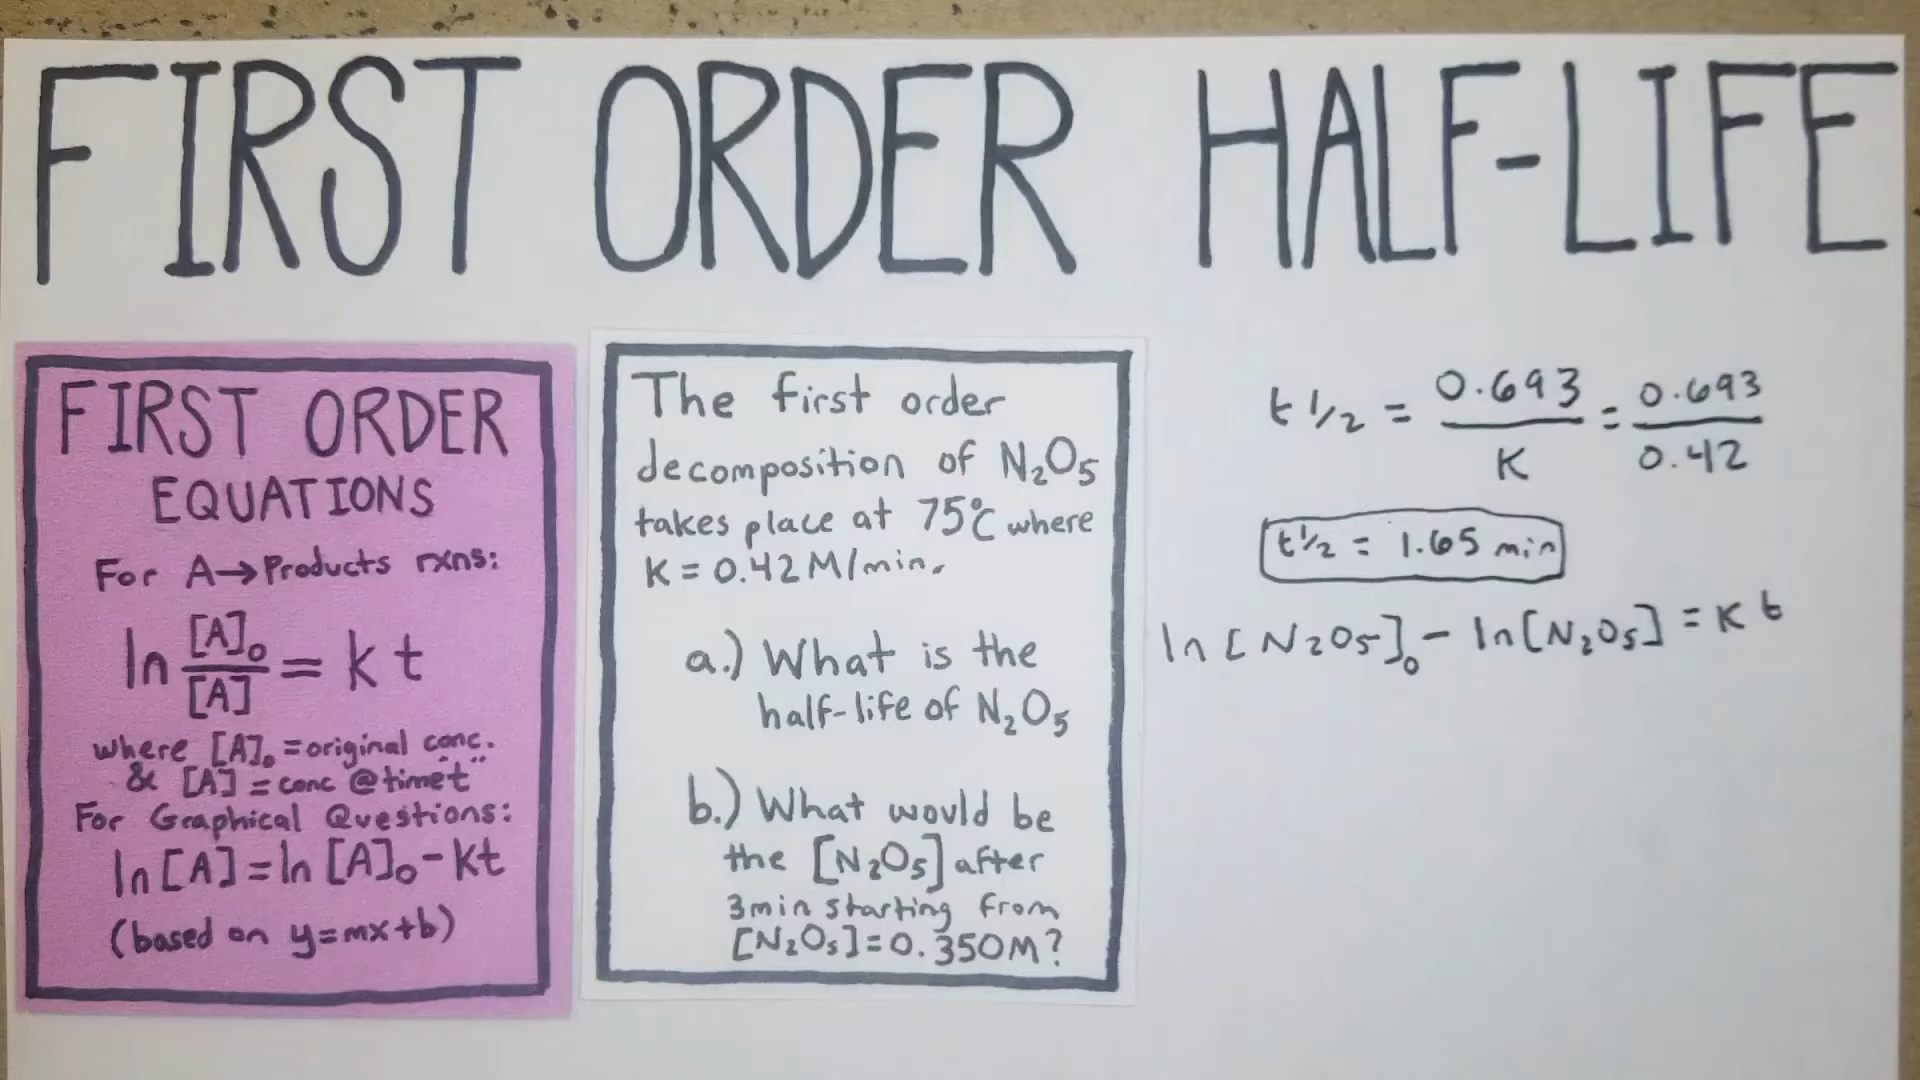 FIRST ORDER HALF-LIFE
FIRST ORDER
EQUATIONS
For A→Products rxns:
ln [A]₀/[A] = kt
where [A]₀ = original conc.
& [A] = conc @ time "t"
For Graphical Questions:
ln [A] = ln [A]₀ - kt
(based on y=mx+b)
The first order
decomposition of N₂O₅
takes place at 75°C where
K = 0.42 M/min.
a.) What is the
half-life of N₂O₅
b.) What would be
the [N₂O₅] after
3min starting from
[N₂O₅] = 0.350M?
t 1/2 = 0.693/K = 0.693/0.42
t 1/2 = 1.65 min
ln [N₂O₅]₀ - ln [N₂O₅] = K t